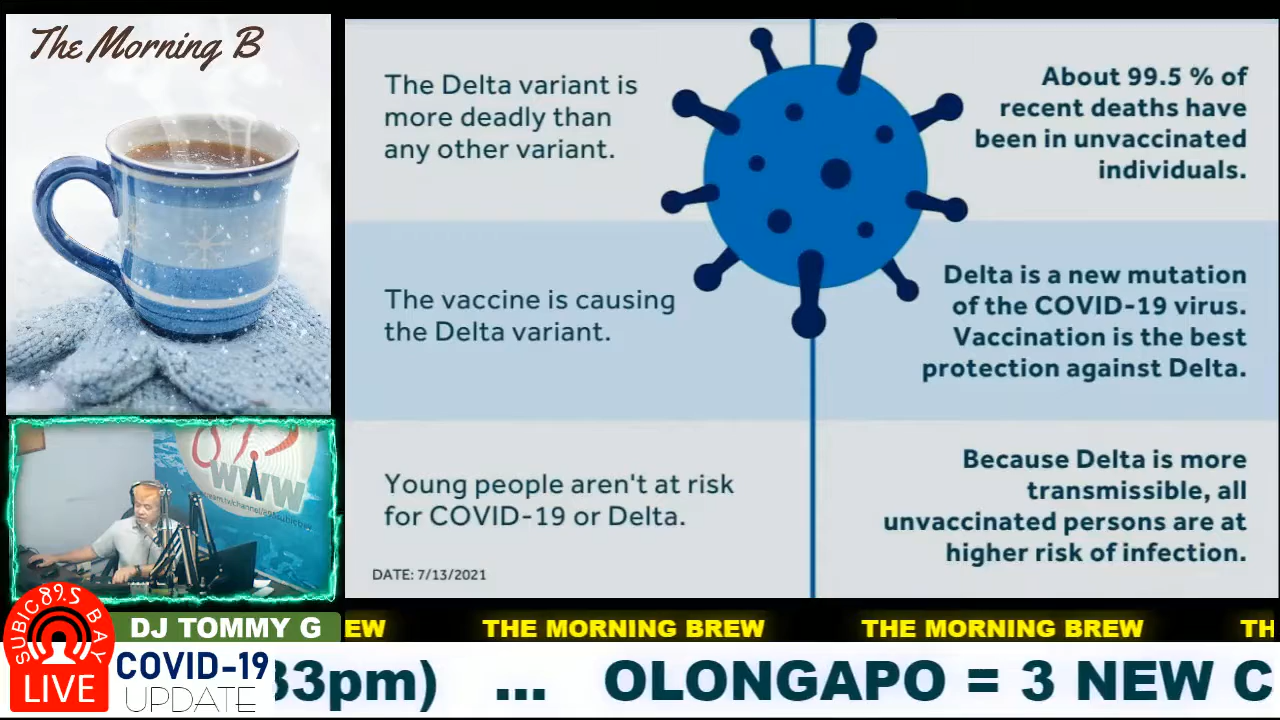 The Morning B
The Delta variant is
more deadly than
any other variant.
About 99.5 % of
recent deaths have
been in unvaccinated
individuals.
The vaccine is causing
the Delta variant.
Delta is a new mutation
of the COVID-19 virus.
Vaccination is the best
protection against Delta.
Young people aren't at risk
for COVID-19 or Delta.
Because Delta is more
transmissible, all
unvaccinated persons are at
higher risk of infection.
DATE: 7/13/2021
WWW
SUBIC 89.5 BAY
LIVE
DJ TOMMY G
EW THE MORNING BREW THE MORNING BREW TH
COVID-19
UPDATE
33pm) ... OLONGAPO = 3 NEW C